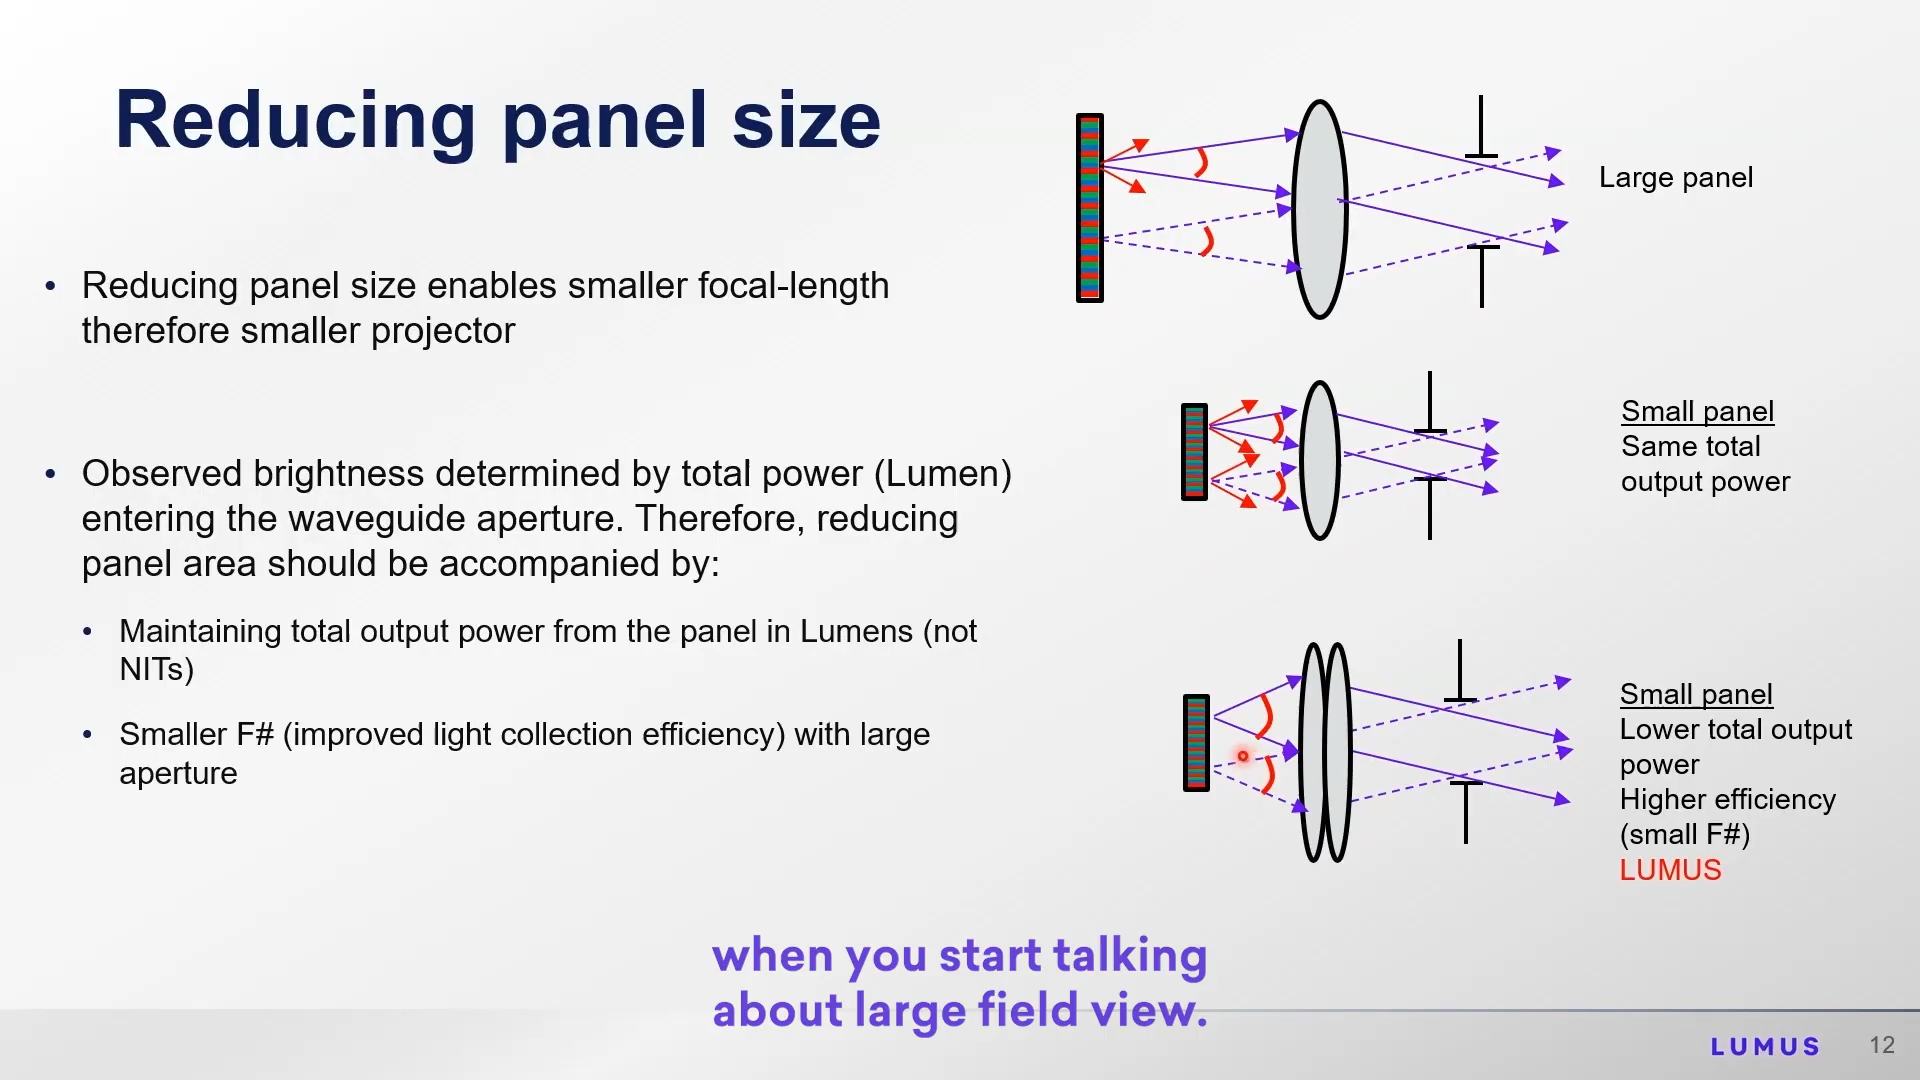 Reducing panel size
• Reducing panel size enables smaller focal-length
therefore smaller projector
• Observed brightness determined by total power (Lumen)
entering the waveguide aperture. Therefore, reducing
panel area should be accompanied by:
• Maintaining total output power from the panel in Lumens (not
NITs)
• Smaller F# (improved light collection efficiency) with large
aperture
Large panel
Small panel
Same total
output power
Small panel
Lower total output
power
Higher efficiency
(small F#)
LUMUS
when you start talking
about large field view.
LUMUS
12